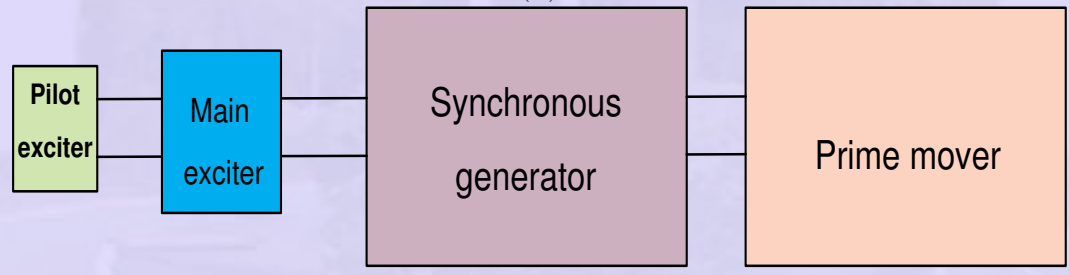 Pilot
exciter
Main
exciter
Synchronous
generator
Prime mover